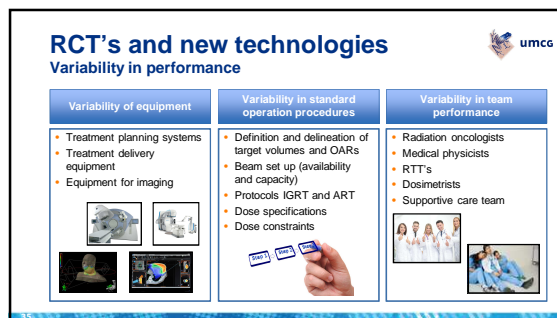 RCT's and new technologies
Variability in performance
umcg
Variability of equipment
Treatment planning systems
Treatment delivery
equipment
Equipment for imaging
Variability in standard
operation procedures
Definition and delineation of
target volumes and OARs
Beam set up (availability
and capacity)
Protocols IGRT and ART
Dose specifications
Dose constraints
Step 1
Step 2
Step
Variability in team
performance
Radiation oncologists
Medical physicists
RTT's
Dosimetrists
Supportive care team
35